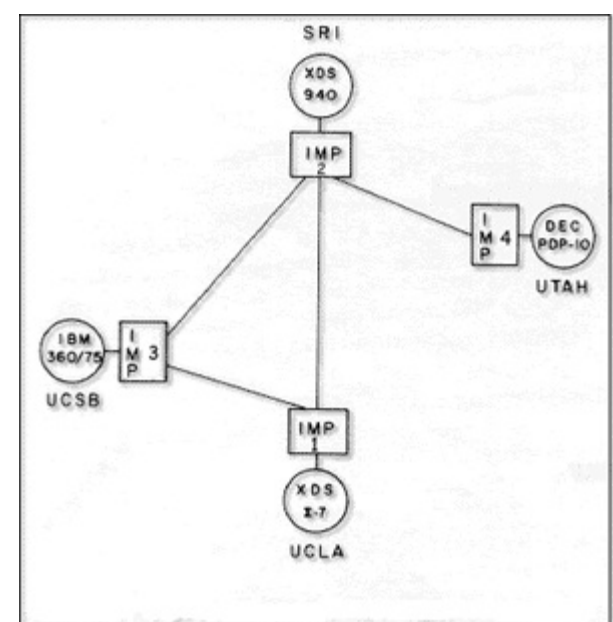 SRI
XDS
940
IMP
2
IMP
4
DEC
PDP-10
UTAH
IBM
360/75
IMP
3
UCSB
IMP
1
XDS
Σ-7
UCLA